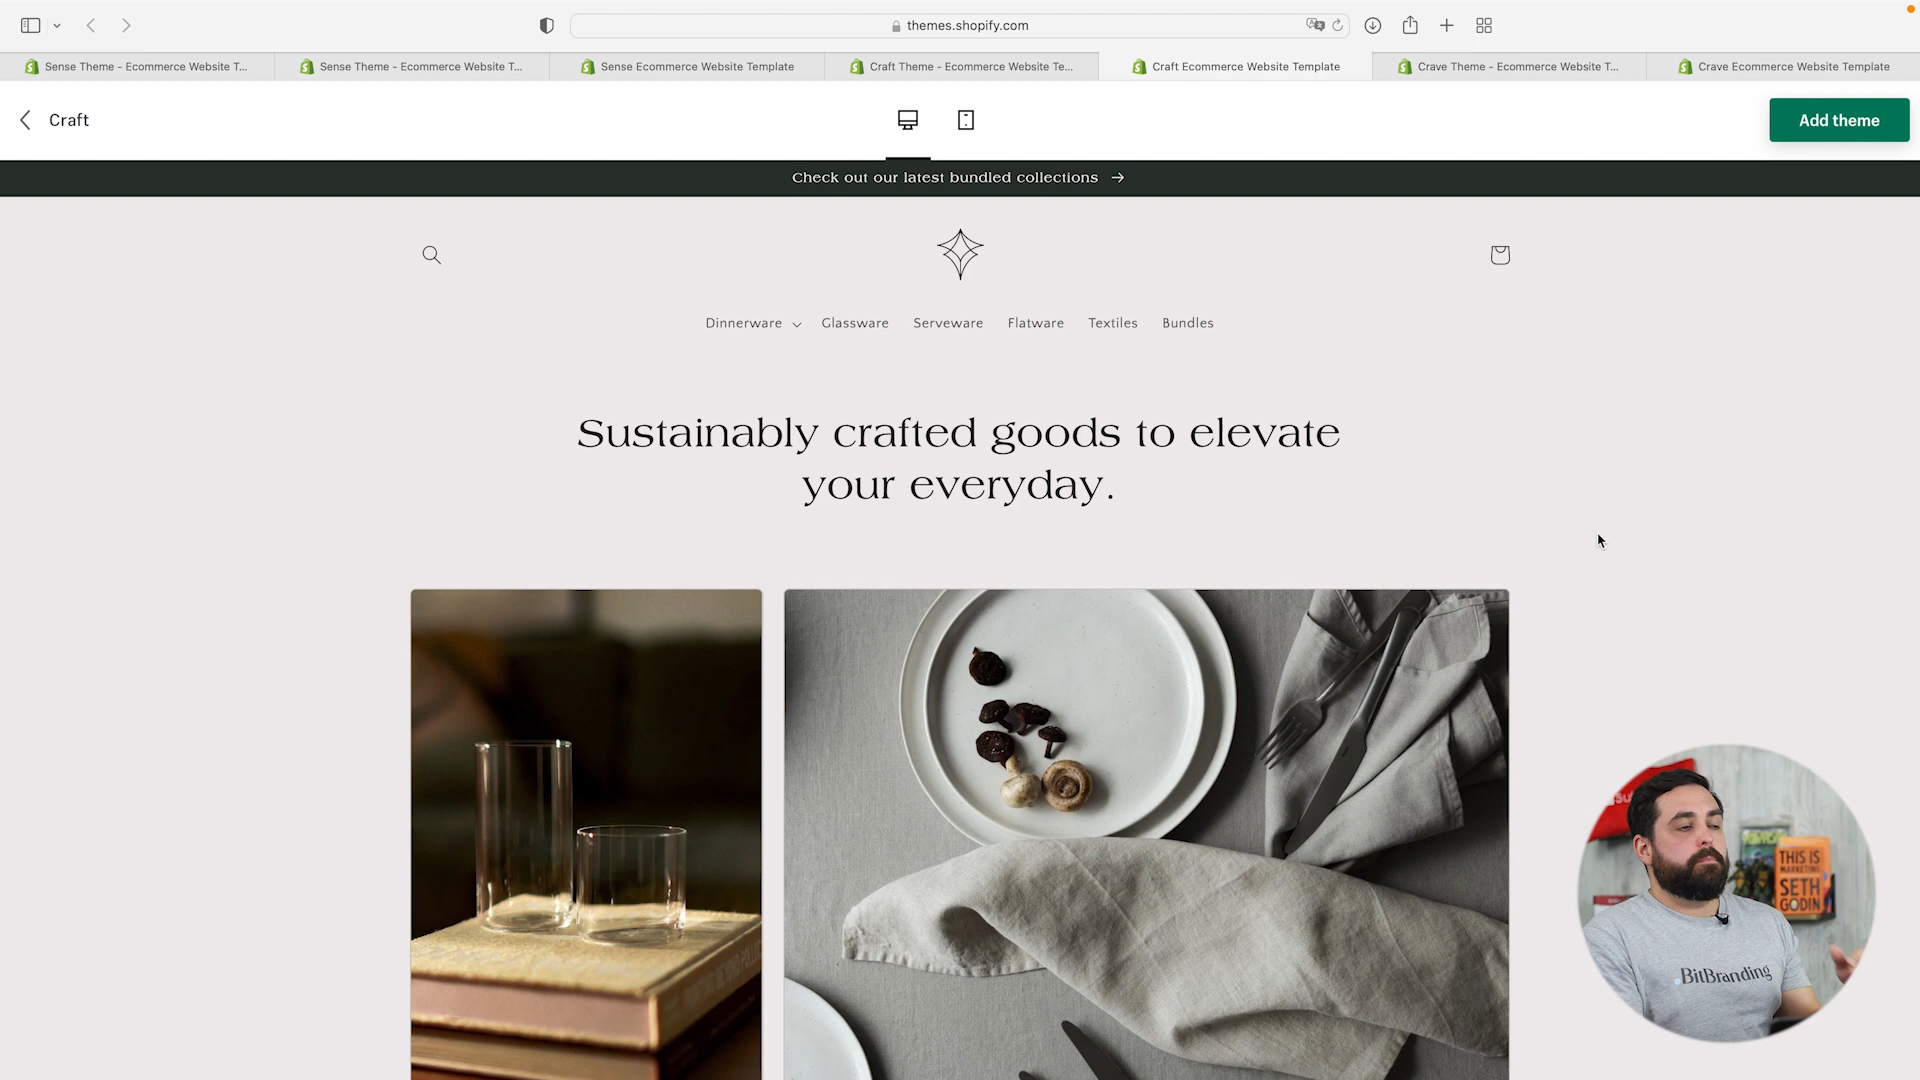 themes.shopify.com
Sense Theme - Ecommerce Website T...
Sense Theme - Ecommerce Website T...
Sense Ecommerce Website Template
Craft Theme - Ecommerce Website Te...
Craft Ecommerce Website Template
Crave Theme - Ecommerce Website T...
Crave Ecommerce Website Template
Craft
Add theme
Check out our latest bundled collections →
Dinnerware
Glassware
Serveware
Flatware
Textiles
Bundles
Sustainably crafted goods to elevate
your everyday.
THIS IS
MARKETING
SETH
GODIN
.BitBranding